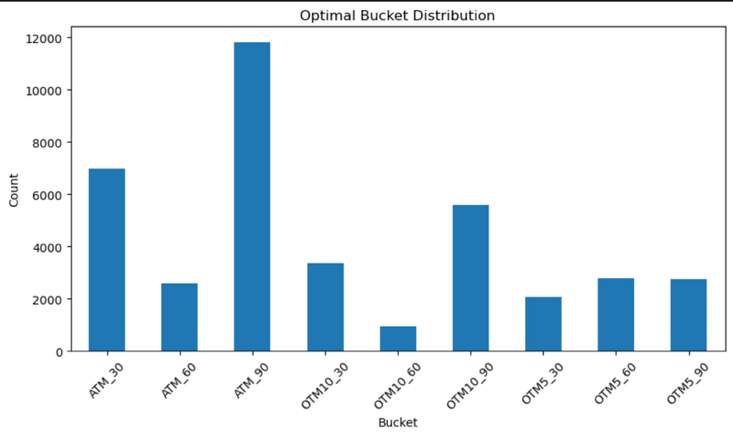 Optimal Bucket Distribution
Count
12000
10000
8000
6000
4000
2000
0
ATM_30
ATM_60
ATM_90
OTM10_30
OTM10_60
OTM10_90
OTM5_30
OTM5_60
OTM5_90
Bucket